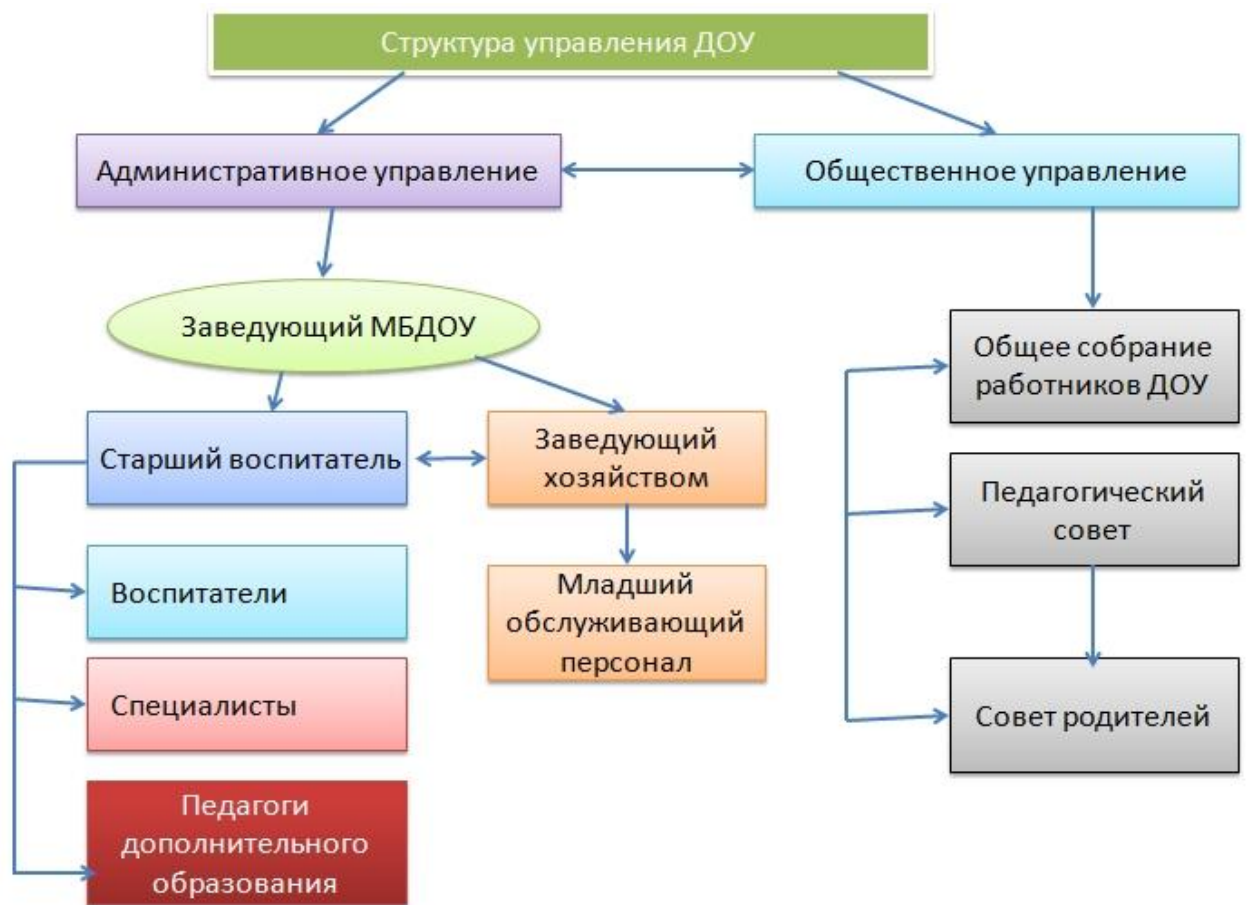 Структура управления ДОУ
Административное управление
Общественное управление
Заведующий МБДОУ
Общее собрание
работников ДОУ
Старший воспитатель
Заведующий
хозяйством
Педагогический
совет
Воспитатели
Младший
обслуживающий
персонал
Специалисты
Совет родителей
Педагоги
дополнительного
образования